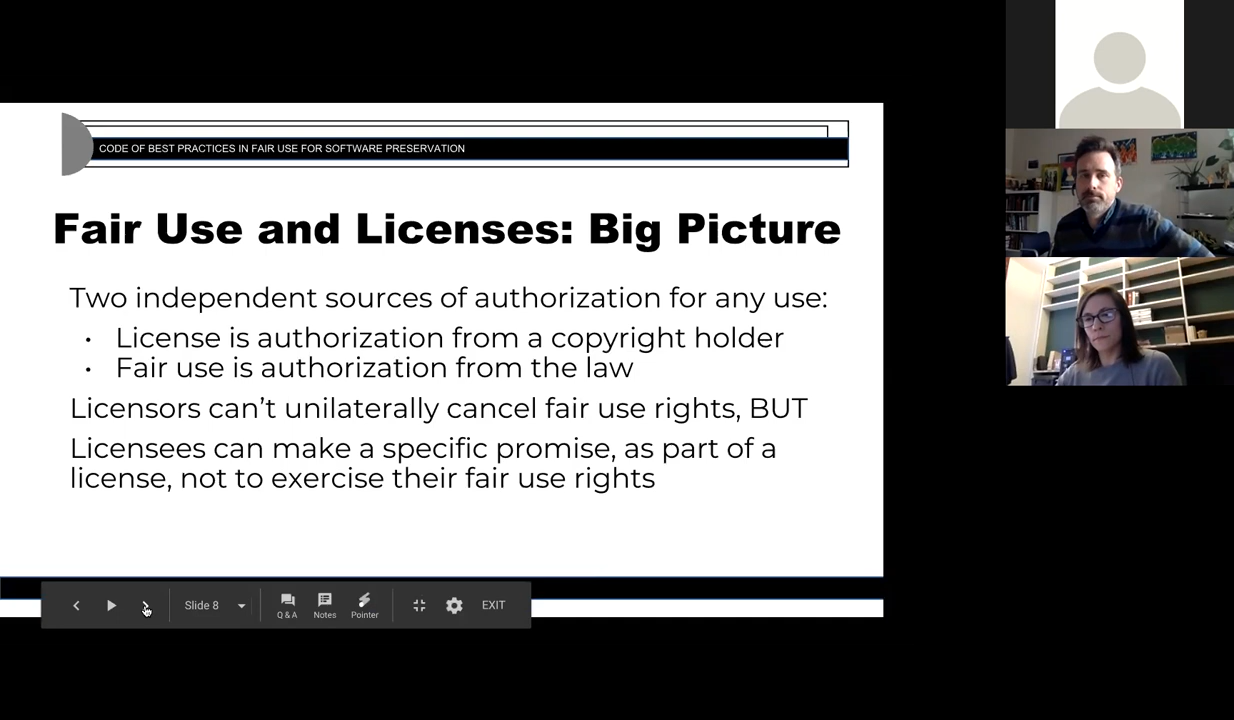 CODE OF BEST PRACTICES IN FAIR USE FOR SOFTWARE PRESERVATION
Fair Use and Licenses: Big Picture
Two independent sources of authorization for any use:
• License is authorization from a copyright holder
• Fair use is authorization from the law
Licensors can’t unilaterally cancel fair use rights, BUT
Licensees can make a specific promise, as part of a
license, not to exercise their fair use rights
Slide 8
Q & A
Notes
Pointer
EXIT